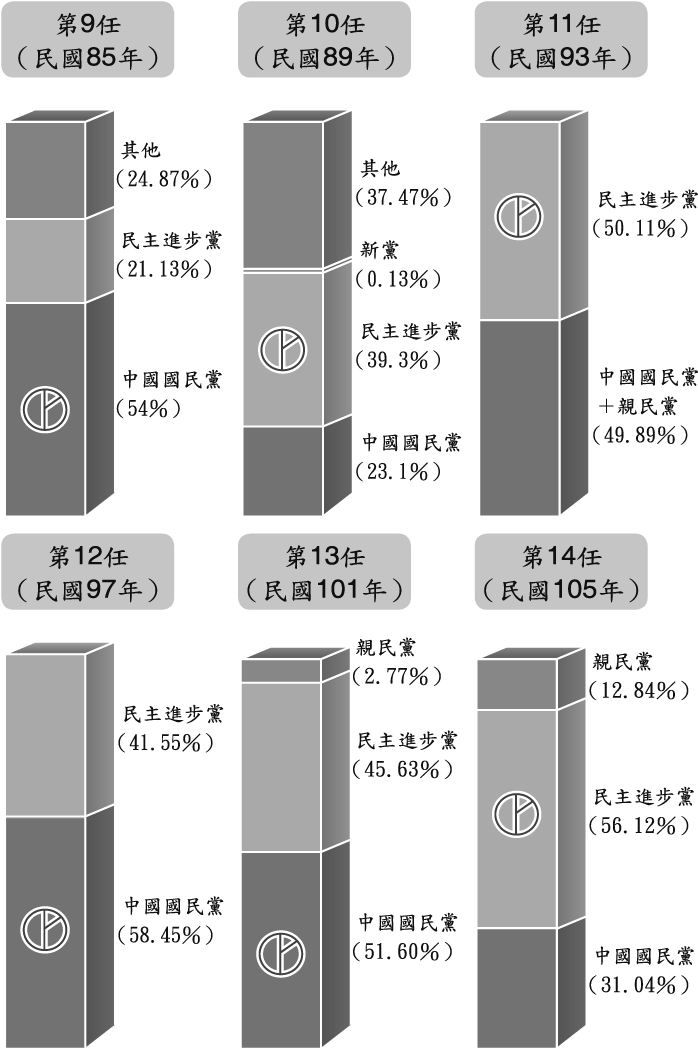 第9任
（民國85年）
其他
（24.87％）
民主進步黨
（21.13％）
中國國民黨
（54％）
第10任
（民國89年）
其他
（37.47％）
新黨
（0.13％）
民主進步黨
（39.3％）
中國國民黨
（23.1％）
第11任
（民國93年）
民主進步黨
（50.11％）
中國國民黨
＋親民黨
（49.89％）
第12任
（民國97年）
民主進步黨
（41.55％）
中國國民黨
（58.45％）
第13任
（民國101年）
親民黨
（2.77％）
民主進步黨
（45.63％）
中國國民黨
（51.60％）
第14任
（民國105年）
親民黨
（12.84％）
民主進步黨
（56.12％）
中國國民黨
（31.04％）